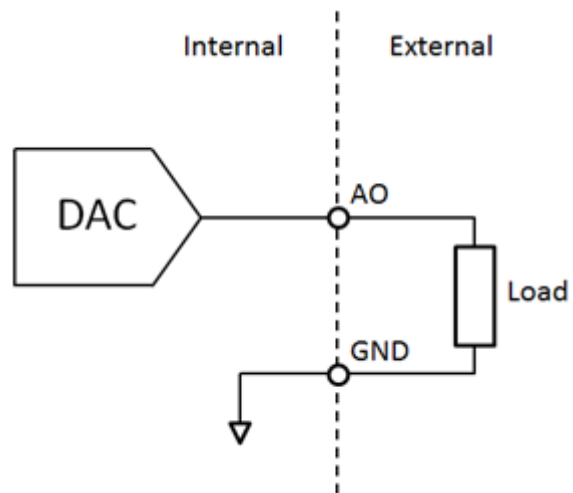 Internal
External
DAC
AO
Load
GND